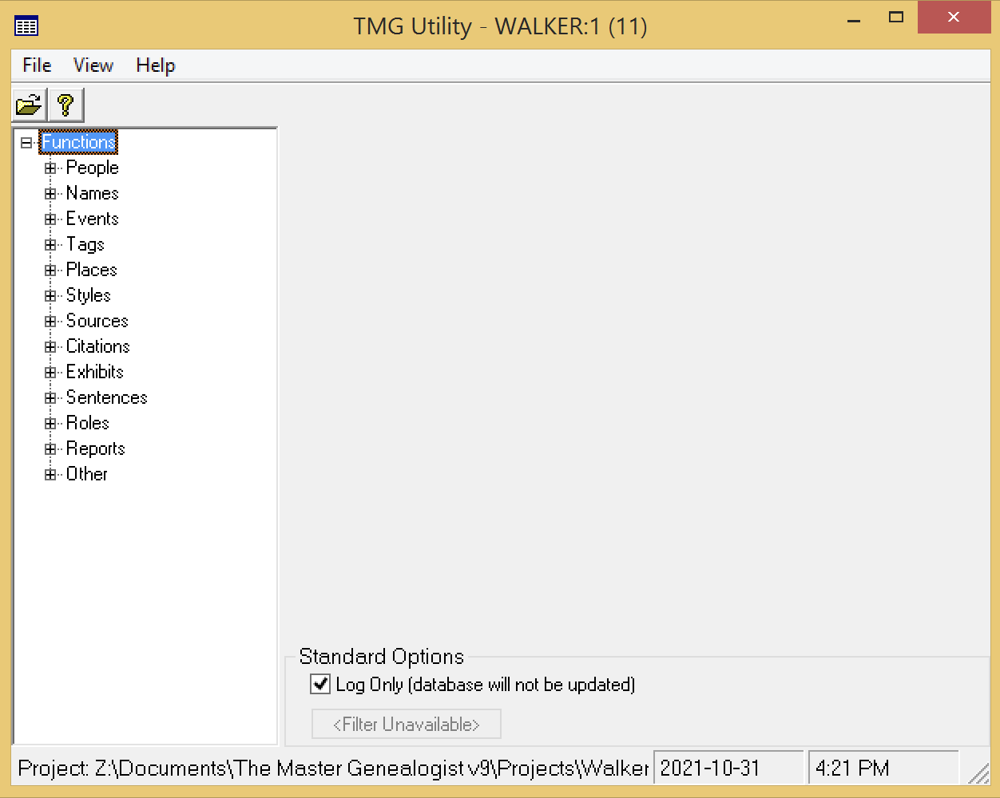 TMG Utility - WALKER:1 (11)
File View Help
Functions
People
Names
Events
Tags
Places
Styles
Sources
Citations
Exhibits
Sentences
Roles
Reports
Other
Standard Options
Log Only (database will not be updated)
<Filter Unavailable>
Project: Z:\Documents\The Master Genealogist v9\Projects\Walker 2021-10-31 4:21 PM